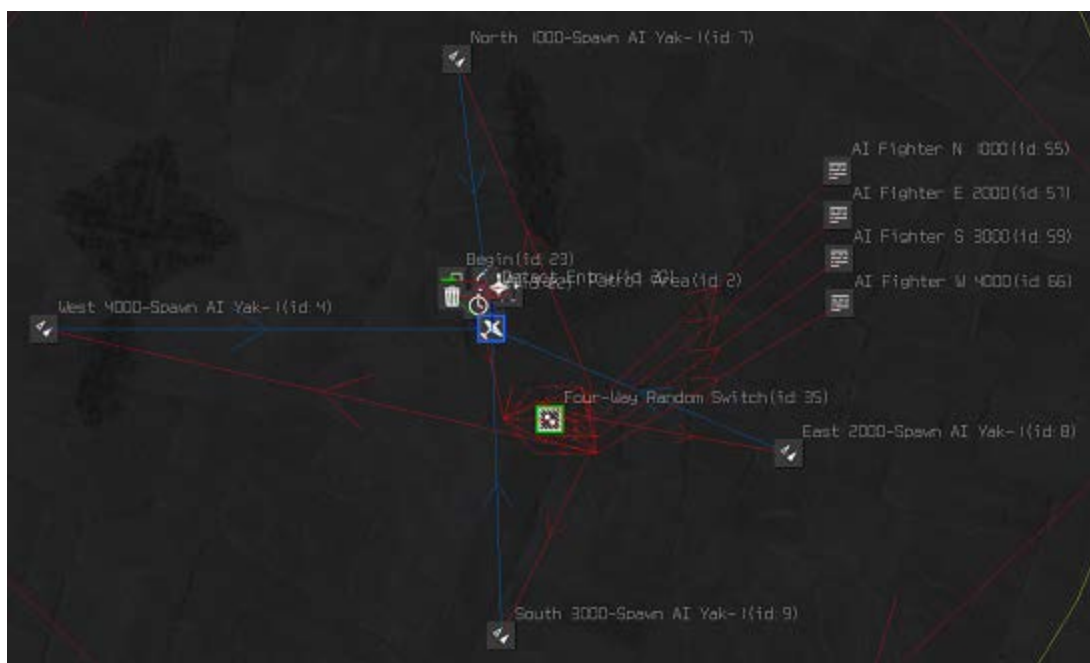 North 1000-Spawn AI Yak-1(id:7)
AI Fighter N 1000(id:55)
AI Fighter E 2000(id:57)
AI Fighter S 3000(id:59)
Begin(id:23)
Detect Entry(id:
Patrol Area(id:2)
AI Fighter W 4000(id:66)
West 4000-Spawn AI Yak-1(id:4)
Four-Way Random Switch(id:35)
East 2000-Spawn AI Yak-1(id:8)
South 3000-Spawn AI Yak-1(id:9)